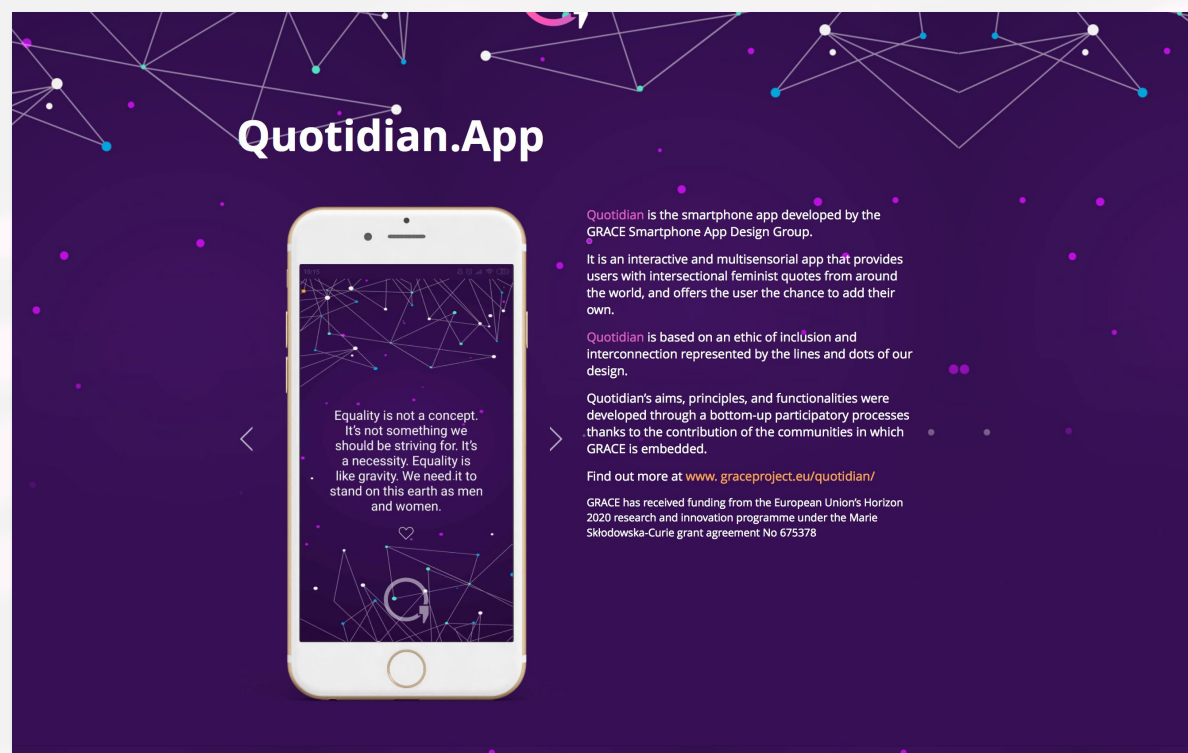 Quotidian.App
10:15
Equality is not a concept.
It's not something we
should be striving for. It's
a necessity. Equality is
like gravity. We need it to
stand on this earth as men
and women.
Quotidian is the smartphone app developed by the
GRACE Smartphone App Design Group.
It is an interactive and multisensorial app that provides
users with intersectional feminist quotes from around
the world, and offers the user the chance to add their
own.
Quotidian is based on an ethic of inclusion and
interconnection represented by the lines and dots of our
design.
Quotidian's aims, principles, and functionalities were
developed through a bottom-up participatory processes
thanks to the contribution of the communities in which
GRACE is embedded.
Find out more at www. graceproject.eu/quotidian/
GRACE has received funding from the European Union's Horizon
2020 research and innovation programme under the Marie
Skłodowska-Curie grant agreement No 675378